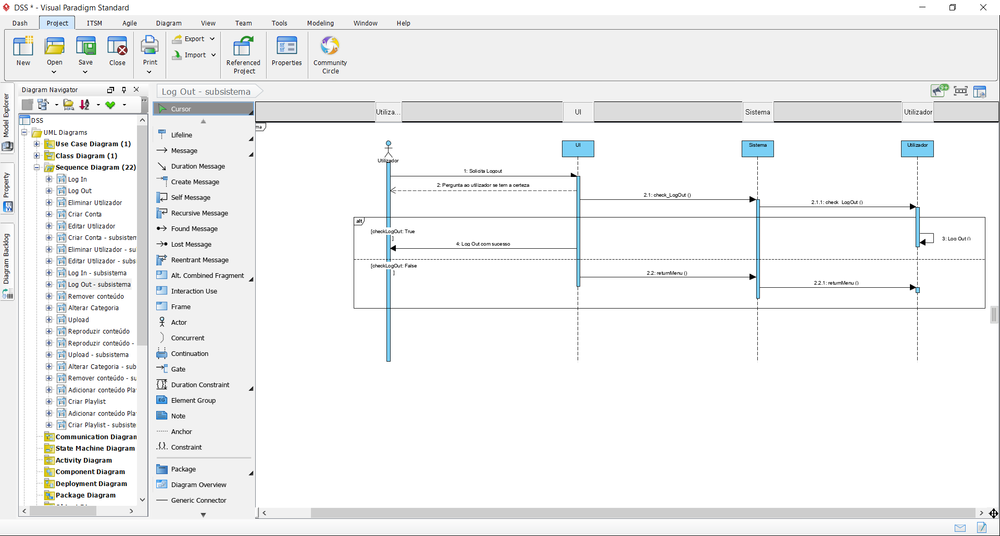 DSS * - Visual Paradigm Standard
Dash Project ITSM Agile Diagram View Team Tools Modeling Window Help
New
Open
Save
Close
Print
Export
Import
Referenced
Project
Properties
Community
Circle
Model Explorer
Property
Diagram Backlog
Diagram Navigator
DSS
UML Diagrams
Use Case Diagram (1)
Class Diagram (1)
Sequence Diagram (22)
Log In
Log Out
Eliminar Utilizador
Criar Conta
Editar Utilizador
Criar Conta - subsistem
Eliminar Utilizador - su
Editar Utilizador - subs
Log In - subsistema
Log Out - subsistema
Remover conteúdo
Alterar Categoria
Upload
Reproduzir conteúdo
Reproduzir conteúdo -
Upload - subsistema
Alterar Categoria - sub
Remover conteúdo - su
Adicionar conteúdo Pla
Criar Playlist
Adicionar conteúdo Pla
Criar Playlist - subsiste
Communication Diagran
State Machine Diagram
Activity Diagram
Component Diagram
Deployment Diagram
Package Diagram
Log Out - subsistema
9+
Cursor
Lifeline
Message
Duration Message
Create Message
Self Message
Recursive Message
Found Message
Lost Message
Reentrant Message
Alt. Combined Fragment
Interaction Use
Frame
Actor
Concurrent
Continuation
Gate
Duration Constraint
EG Element Group
Note
Anchor
Constraint
Package
Diagram Overview
Generic Connector
Utiliza...
UI
Sistema
Utilizador
ma
Utilizador
UI
Sistema
Utilizador
1: Solicita Logout
2: Pergunta ao utilizador se tem a certeza
2.1: check_LogOut ()
2.1.1: check_LogOut ()
alt
[checkLogOut: True
]
3: Log Out ()
4: Log Out com sucesso
[checkLogOut: False
]
2.2: returnMenu ()
2.2.1: returnMenu ()